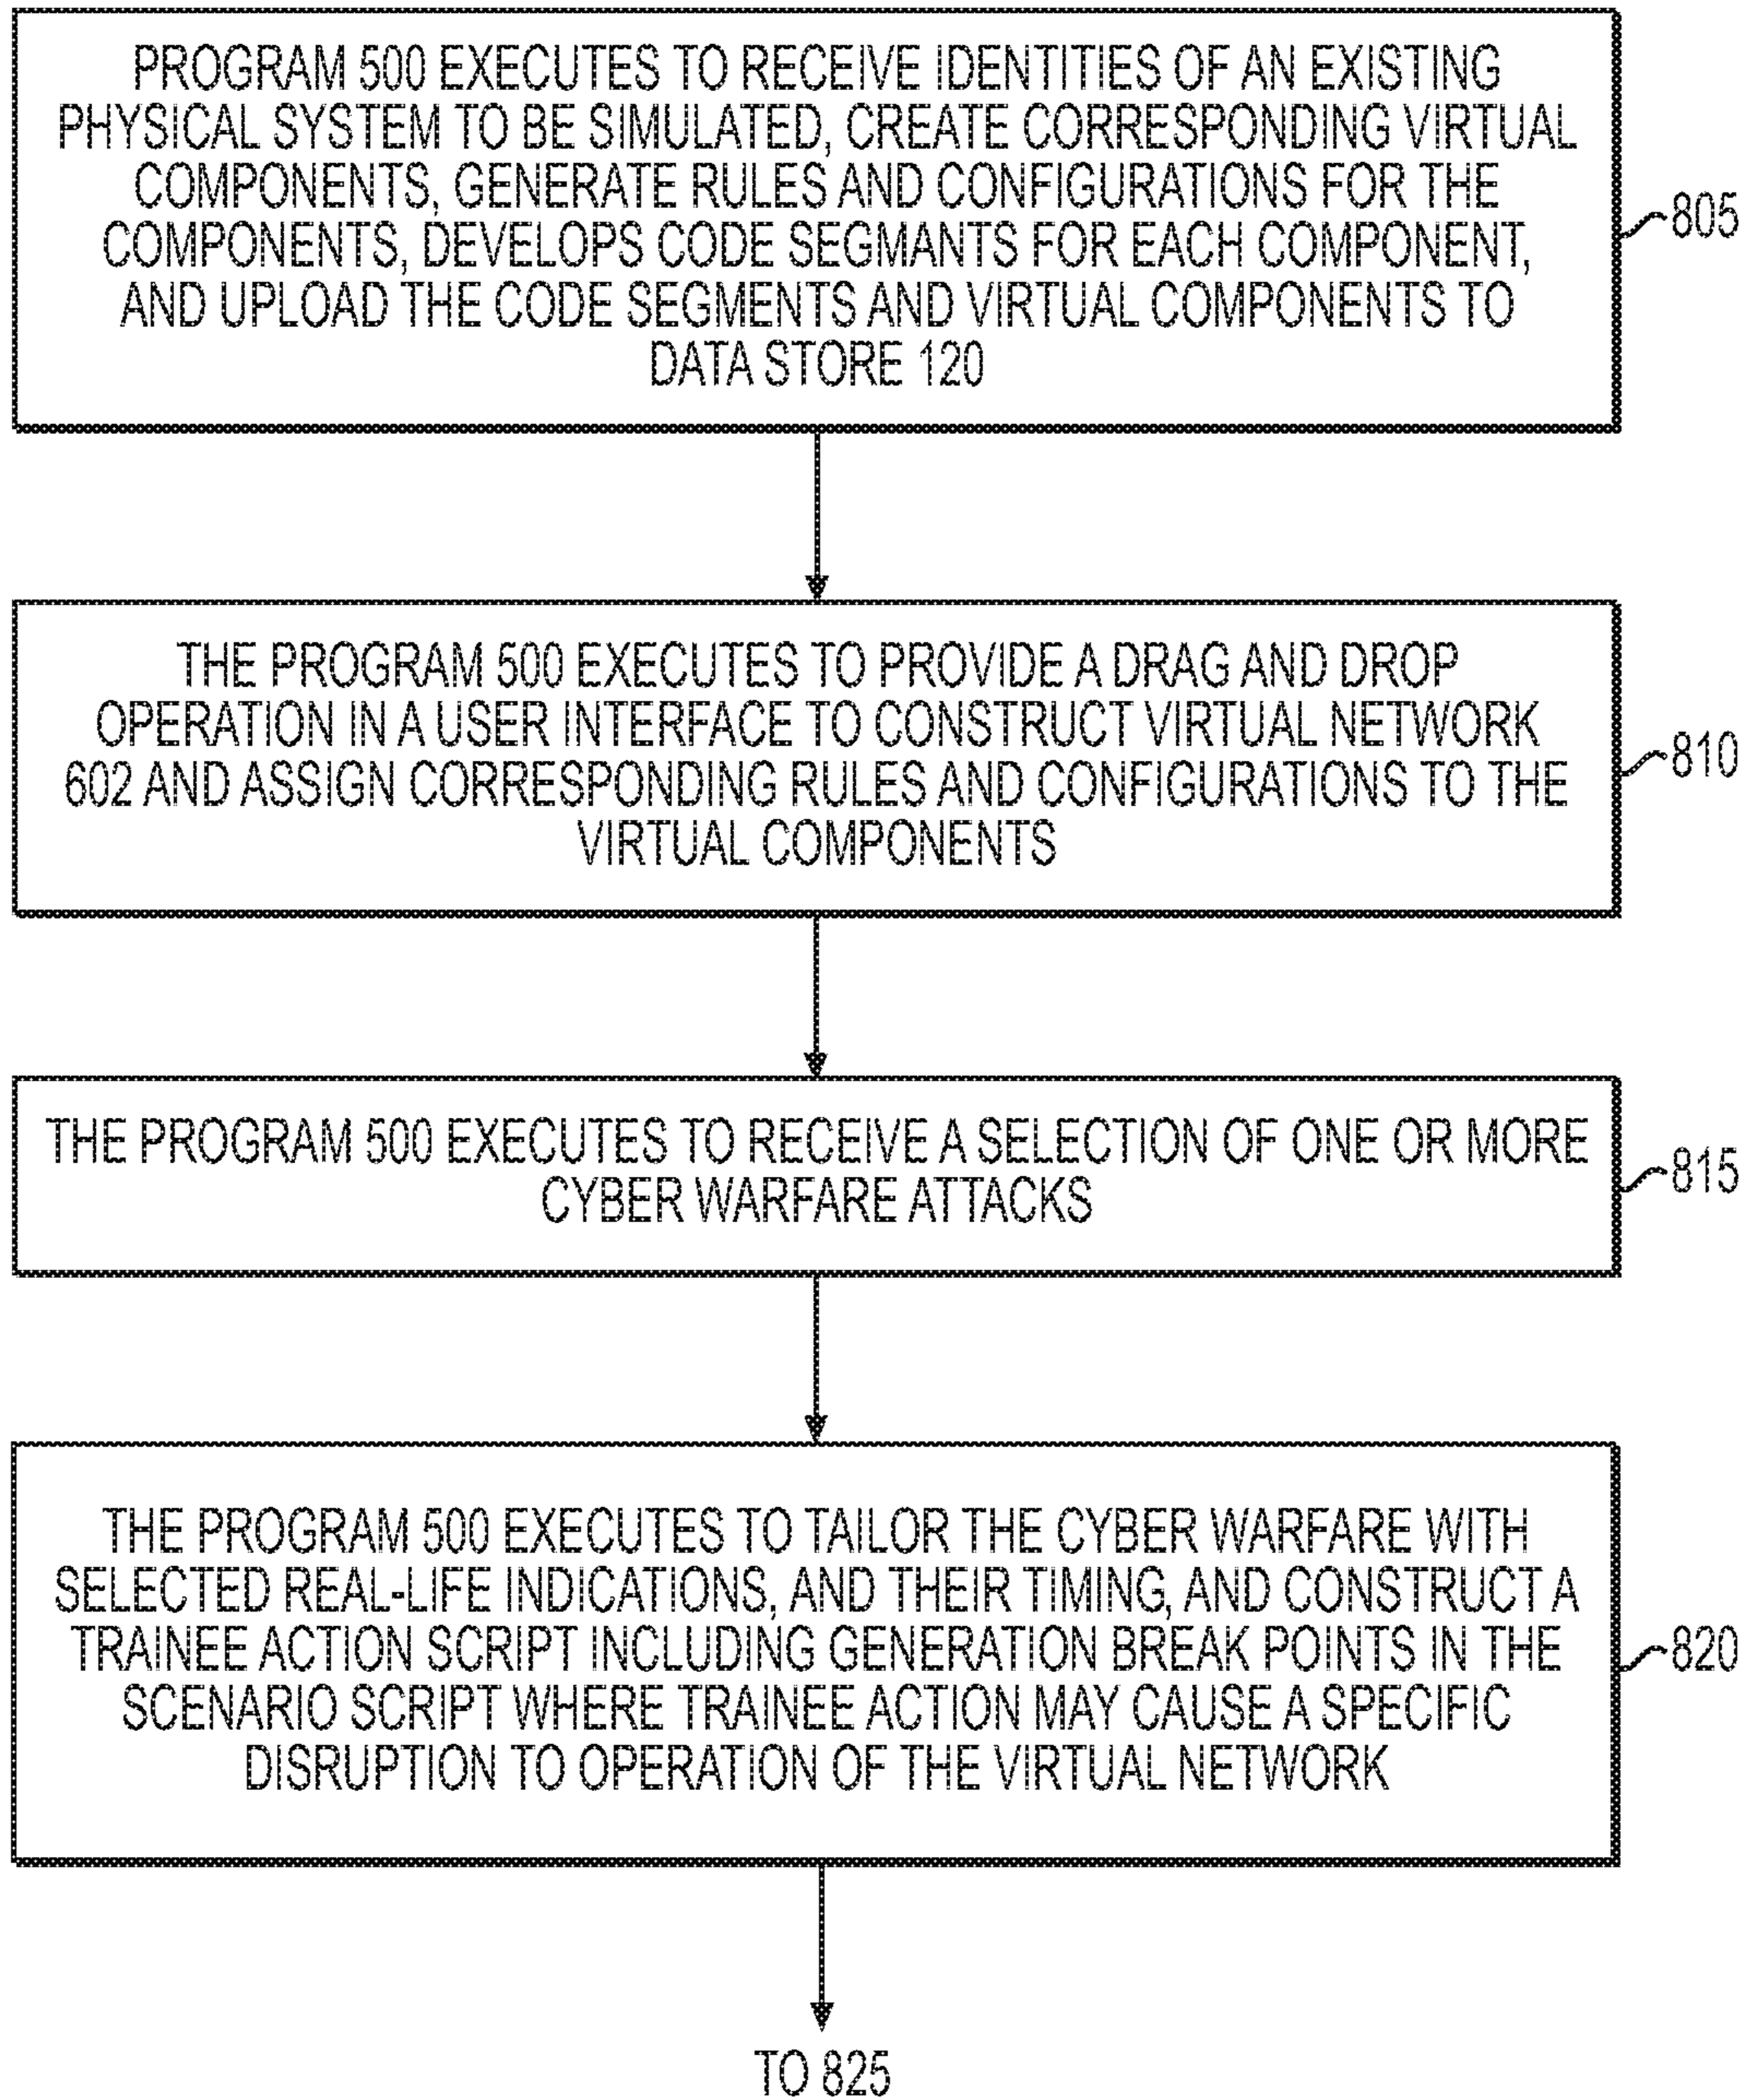 PROGRAM 500 EXECUTES TO RECEIVE IDENTITIES OF AN EXISTING
PHYSICAL SYSTEM TO BE SIMULATED, CREATE CORRESPONDING VIRTUAL
COMPONENTS, GENERATE RULES AND CONFIGURATIONS FOR THE
COMPONENTS, DEVELOPS CODE SEGMANTS FOR EACH COMPONENT,
AND UPLOAD THE CODE SEGMENTS AND VIRTUAL COMPONENTS TO
DATA STORE 120
805
THE PROGRAM 500 EXECUTES TO PROVIDE A DRAG AND DROP
OPERATION IN A USER INTERFACE TO CONSTRUCT VIRTUAL NETWORK
602 AND ASSIGN CORRESPONDING RULES AND CONFIGURATIONS TO THE
VIRTUAL COMPONENTS
810
THE PROGRAM 500 EXECUTES TO RECEIVE A SELECTION OF ONE OR MORE
CYBER WARFARE ATTACKS
815
THE PROGRAM 500 EXECUTES TO TAILOR THE CYBER WARFARE WITH
SELECTED REAL-LIFE INDICATIONS, AND THEIR TIMING, AND CONSTRUCT A
TRAINEE ACTION SCRIPT INCLUDING GENERATION BREAK POINTS IN THE
SCENARIO SCRIPT WHERE TRAINEE ACTION MAY CAUSE A SPECIFIC
DISRUPTION TO OPERATION OF THE VIRTUAL NETWORK
820
TO 825